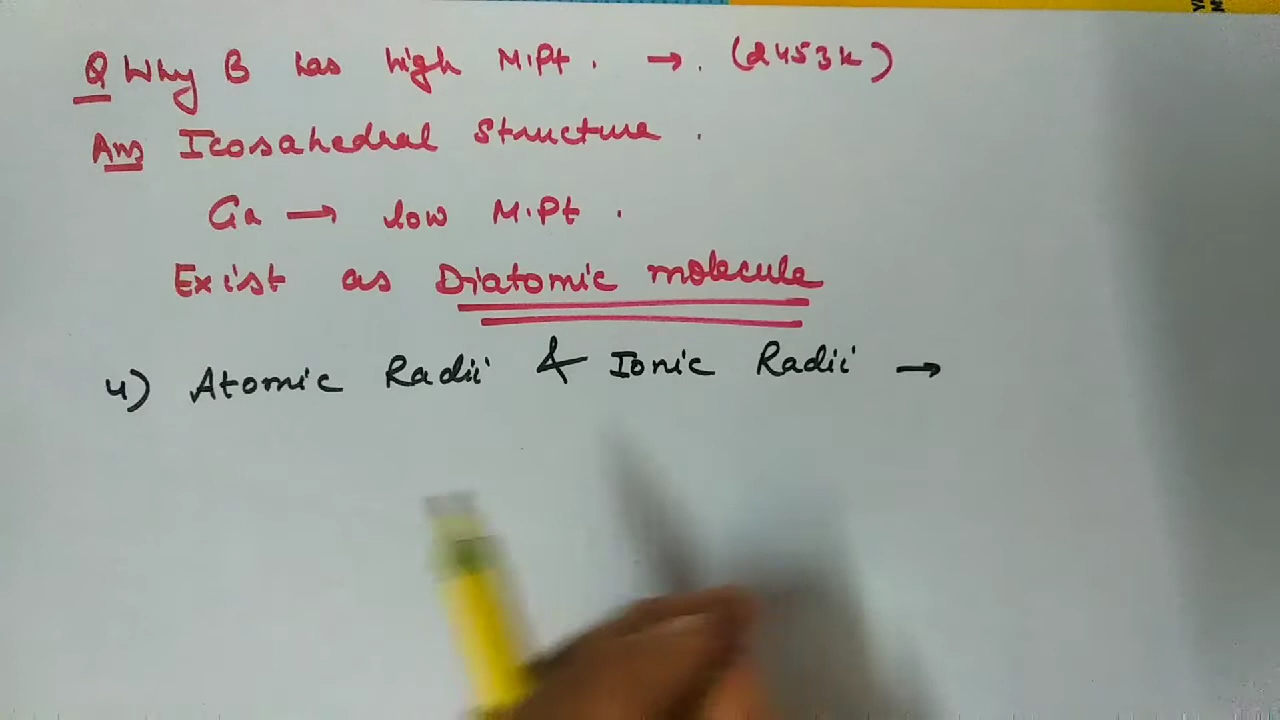 Q Why B has high M.Pt. → . (2453K)
Ans Icosahedral Structure .
Ga → low M.Pt .
Exist as Diatomic molecule
4) Atomic Radii & Ionic Radii →